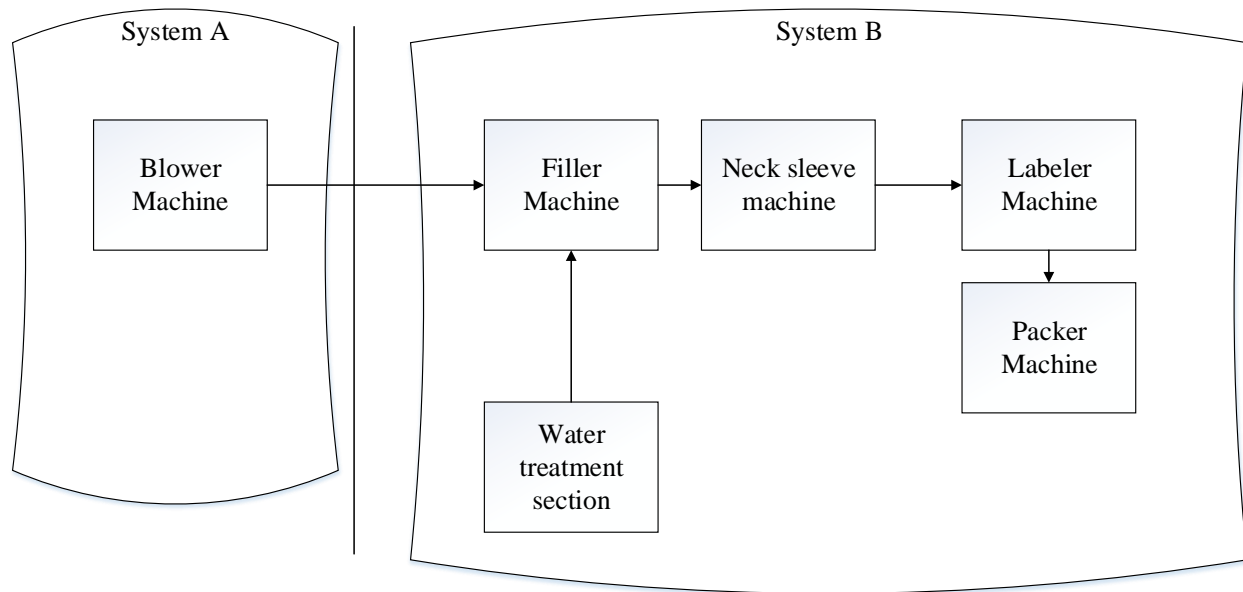 System A
System B
Blower
Machine
Filler
Machine
Neck sleeve
machine
Labeler
Machine
Packer
Machine
Water
treatment
section